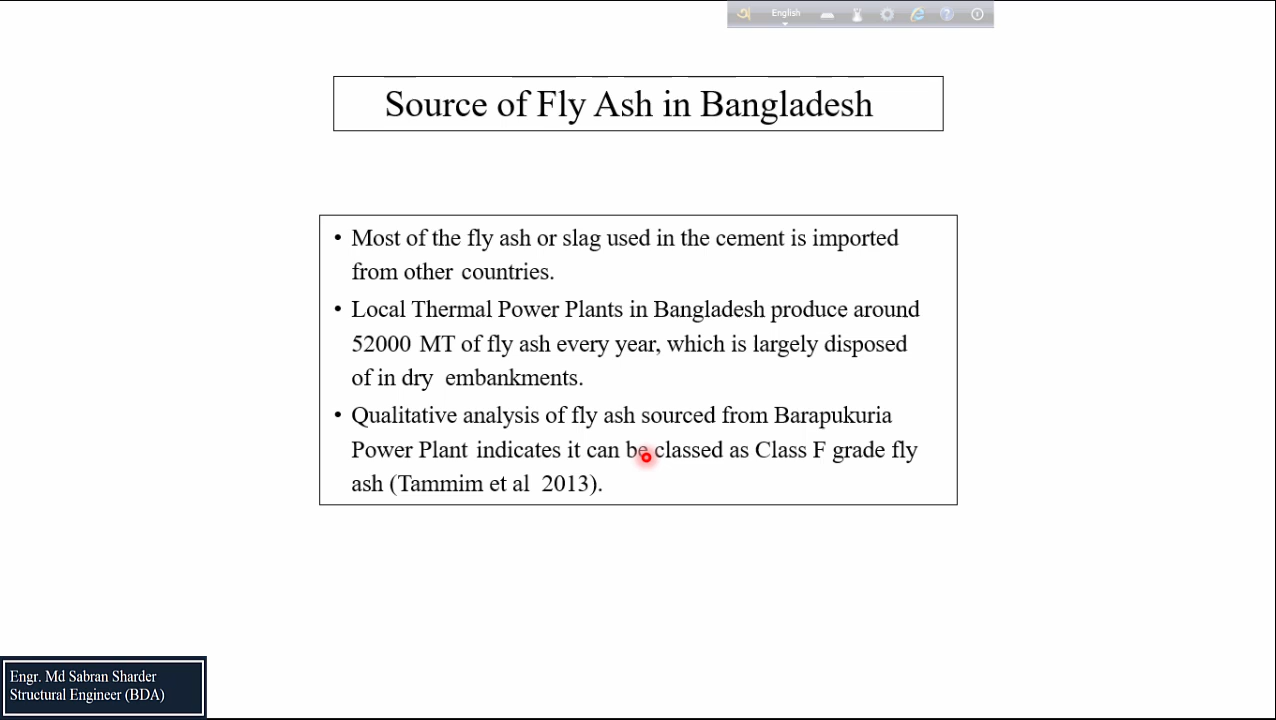 অ English
Source of Fly Ash in Bangladesh
• Most of the fly ash or slag used in the cement is imported
from other countries.
• Local Thermal Power Plants in Bangladesh produce around
52000 MT of fly ash every year, which is largely disposed
of in dry embankments.
• Qualitative analysis of fly ash sourced from Barapukuria
Power Plant indicates it can be classed as Class F grade fly
ash (Tammim et al 2013).
Engr. Md Sabran Sharder
Structural Engineer (BDA)